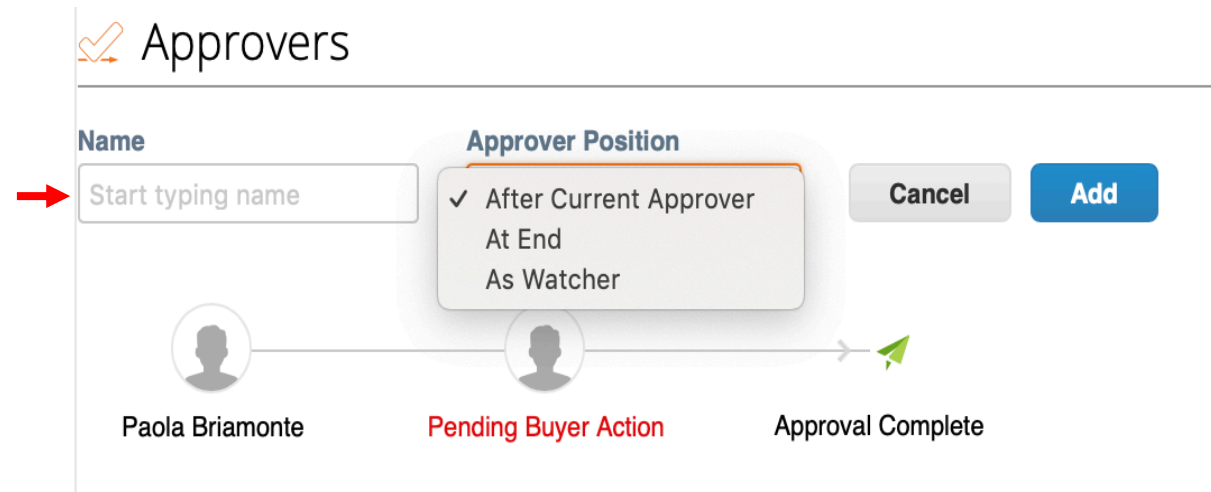 Approvers
Name
Approver Position
Start typing name
✓ After Current Approver
At End
As Watcher
Cancel
Add
Paola Briamonte
Pending Buyer Action
Approval Complete